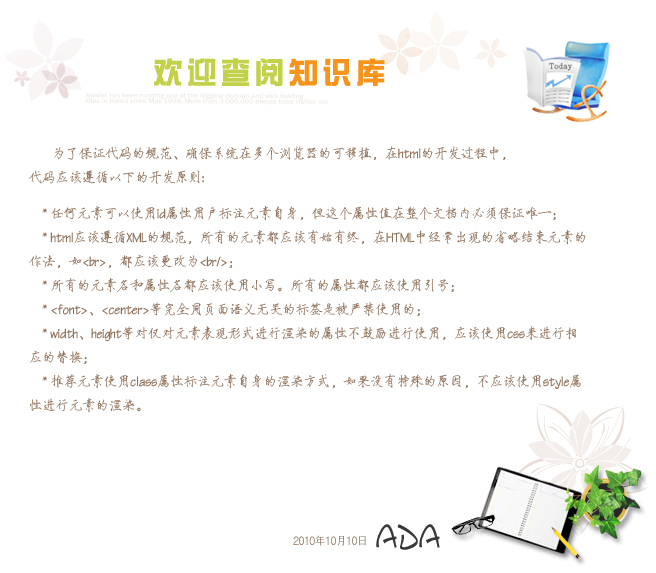 欢迎查阅知识库
Today
为了保证代码的规范、确保系统在多个浏览器的可移植，在html的开发过程中，
代码应该遵循以下的开发原则：
* 任何元素可以使用id属性用户标注元素自身，但这个属性值在整个文档内必须保证唯一；
* html应该遵循XML的规范，所有的元素都应该有始有终，在HTML中经常出现的省略结束元素的
作法，如<br>，都应该更改为<br/>；
* 所有的元素名和属性名都应该使用小写。所有的属性都应该使用引号；
* <font>、<center>等完全用页面语义无关的标签是被严禁使用的；
* width、height等对仅对元素表现形式进行渲染的属性不鼓励进行使用，应该使用css来进行相
应的替换；
* 推荐元素使用class属性标注元素自身的渲染方式，如果没有特殊的原因，不应该使用style属
性进行元素的渲染。
2010年10月10日 ADA